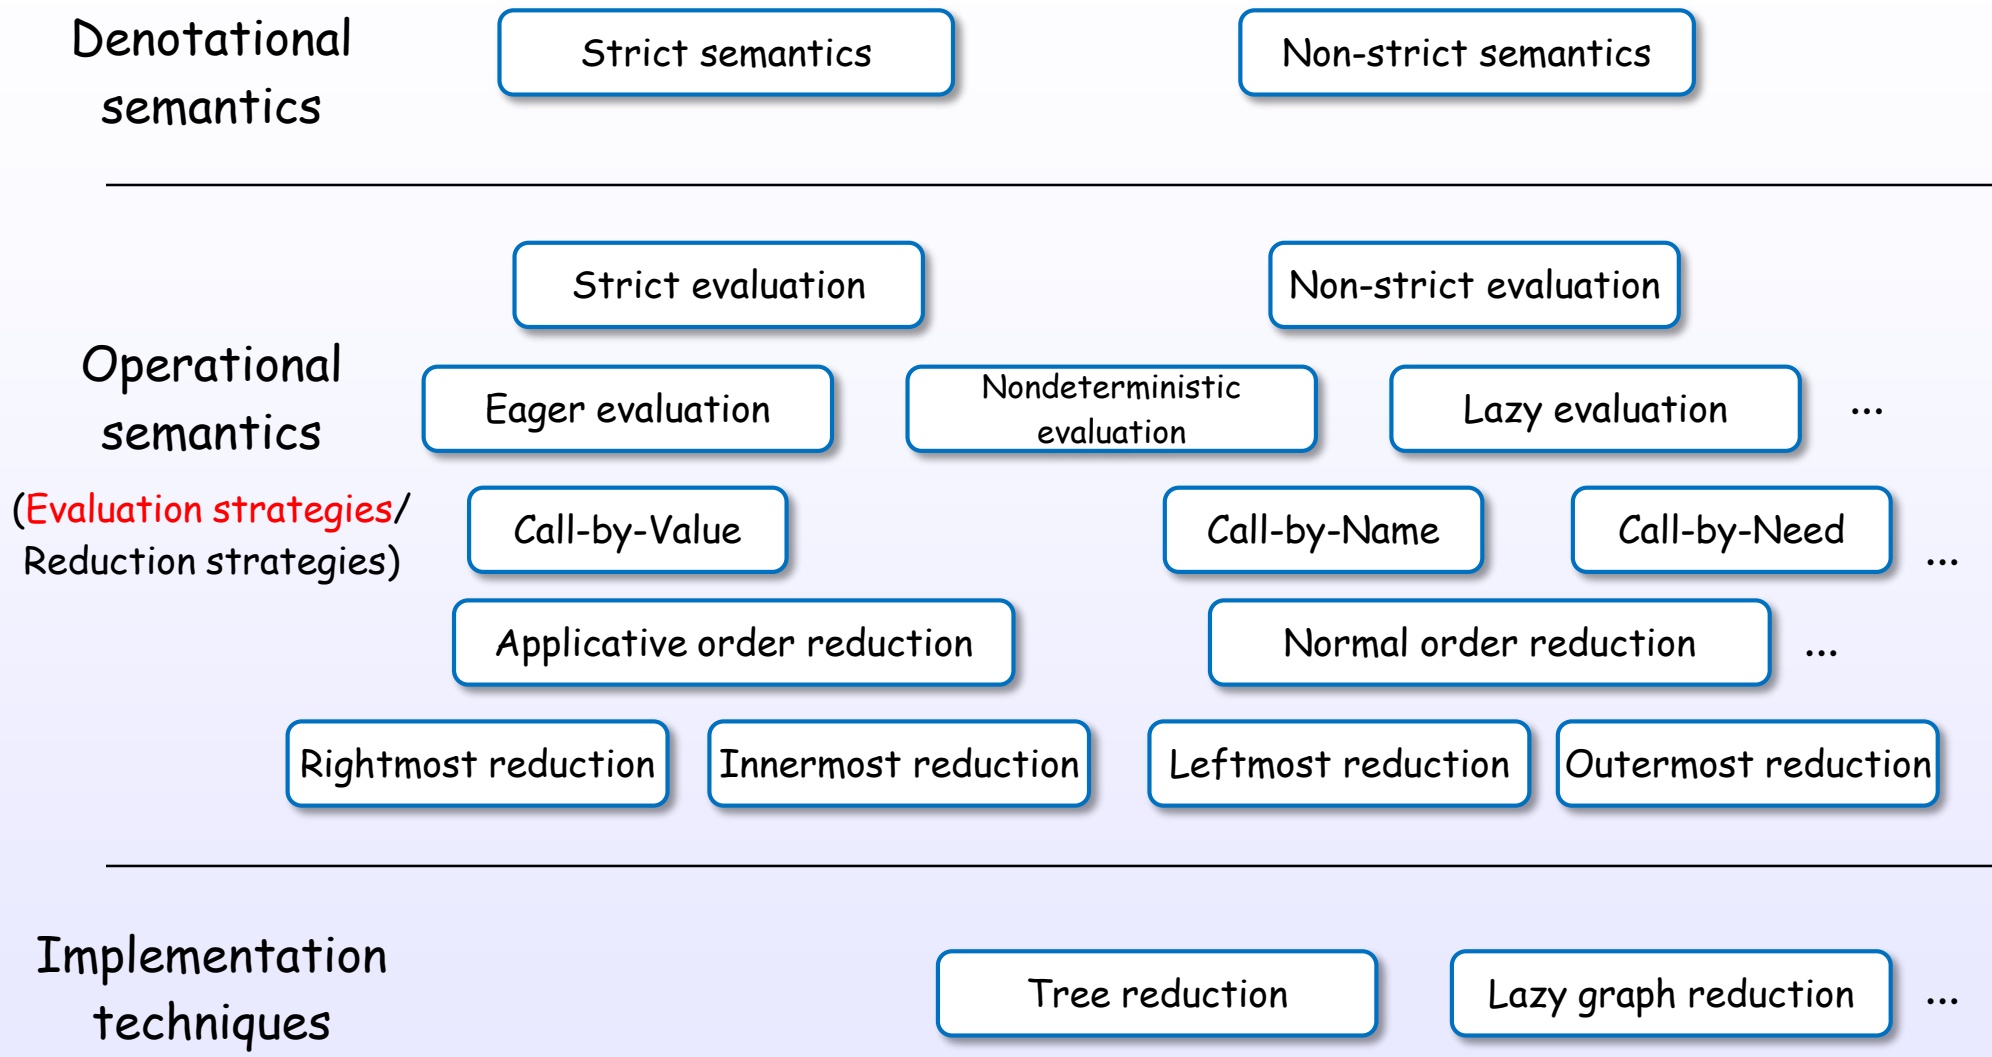 Denotational
semantics
Strict semantics
Non-strict semantics
Strict evaluation
Non-strict evaluation
Operational
semantics
Eager evaluation
Nondeterministic
evaluation
Lazy evaluation
...
(Evaluation strategies/
Reduction strategies)
Call-by-Value
Call-by-Name
Call-by-Need
...
Applicative order reduction
Normal order reduction
...
Rightmost reduction
Innermost reduction
Leftmost reduction
Outermost reduction
Implementation
techniques
Tree reduction
Lazy graph reduction
...